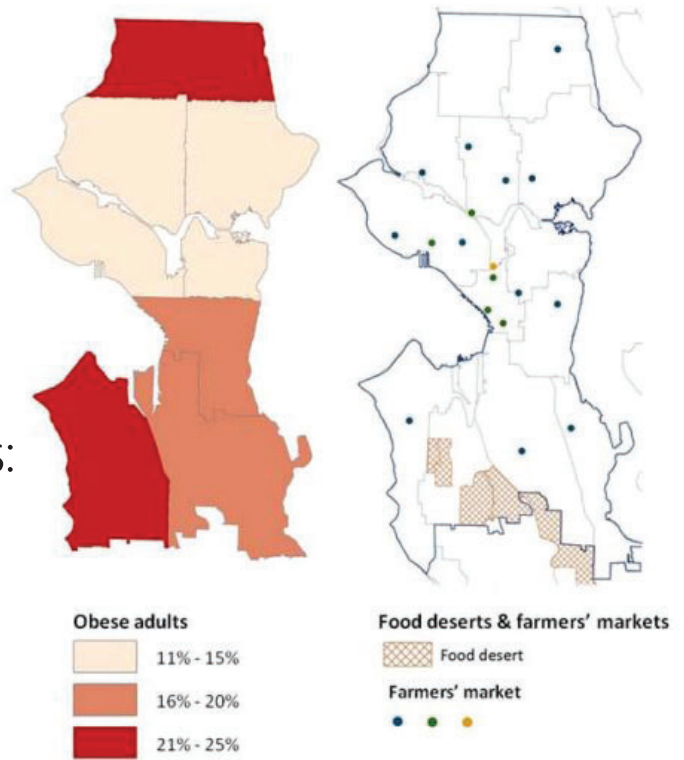 s:
Obese adults
11% - 15%
16% - 20%
21% - 25%
Food deserts & farmers' markets
Food desert
Farmers' market